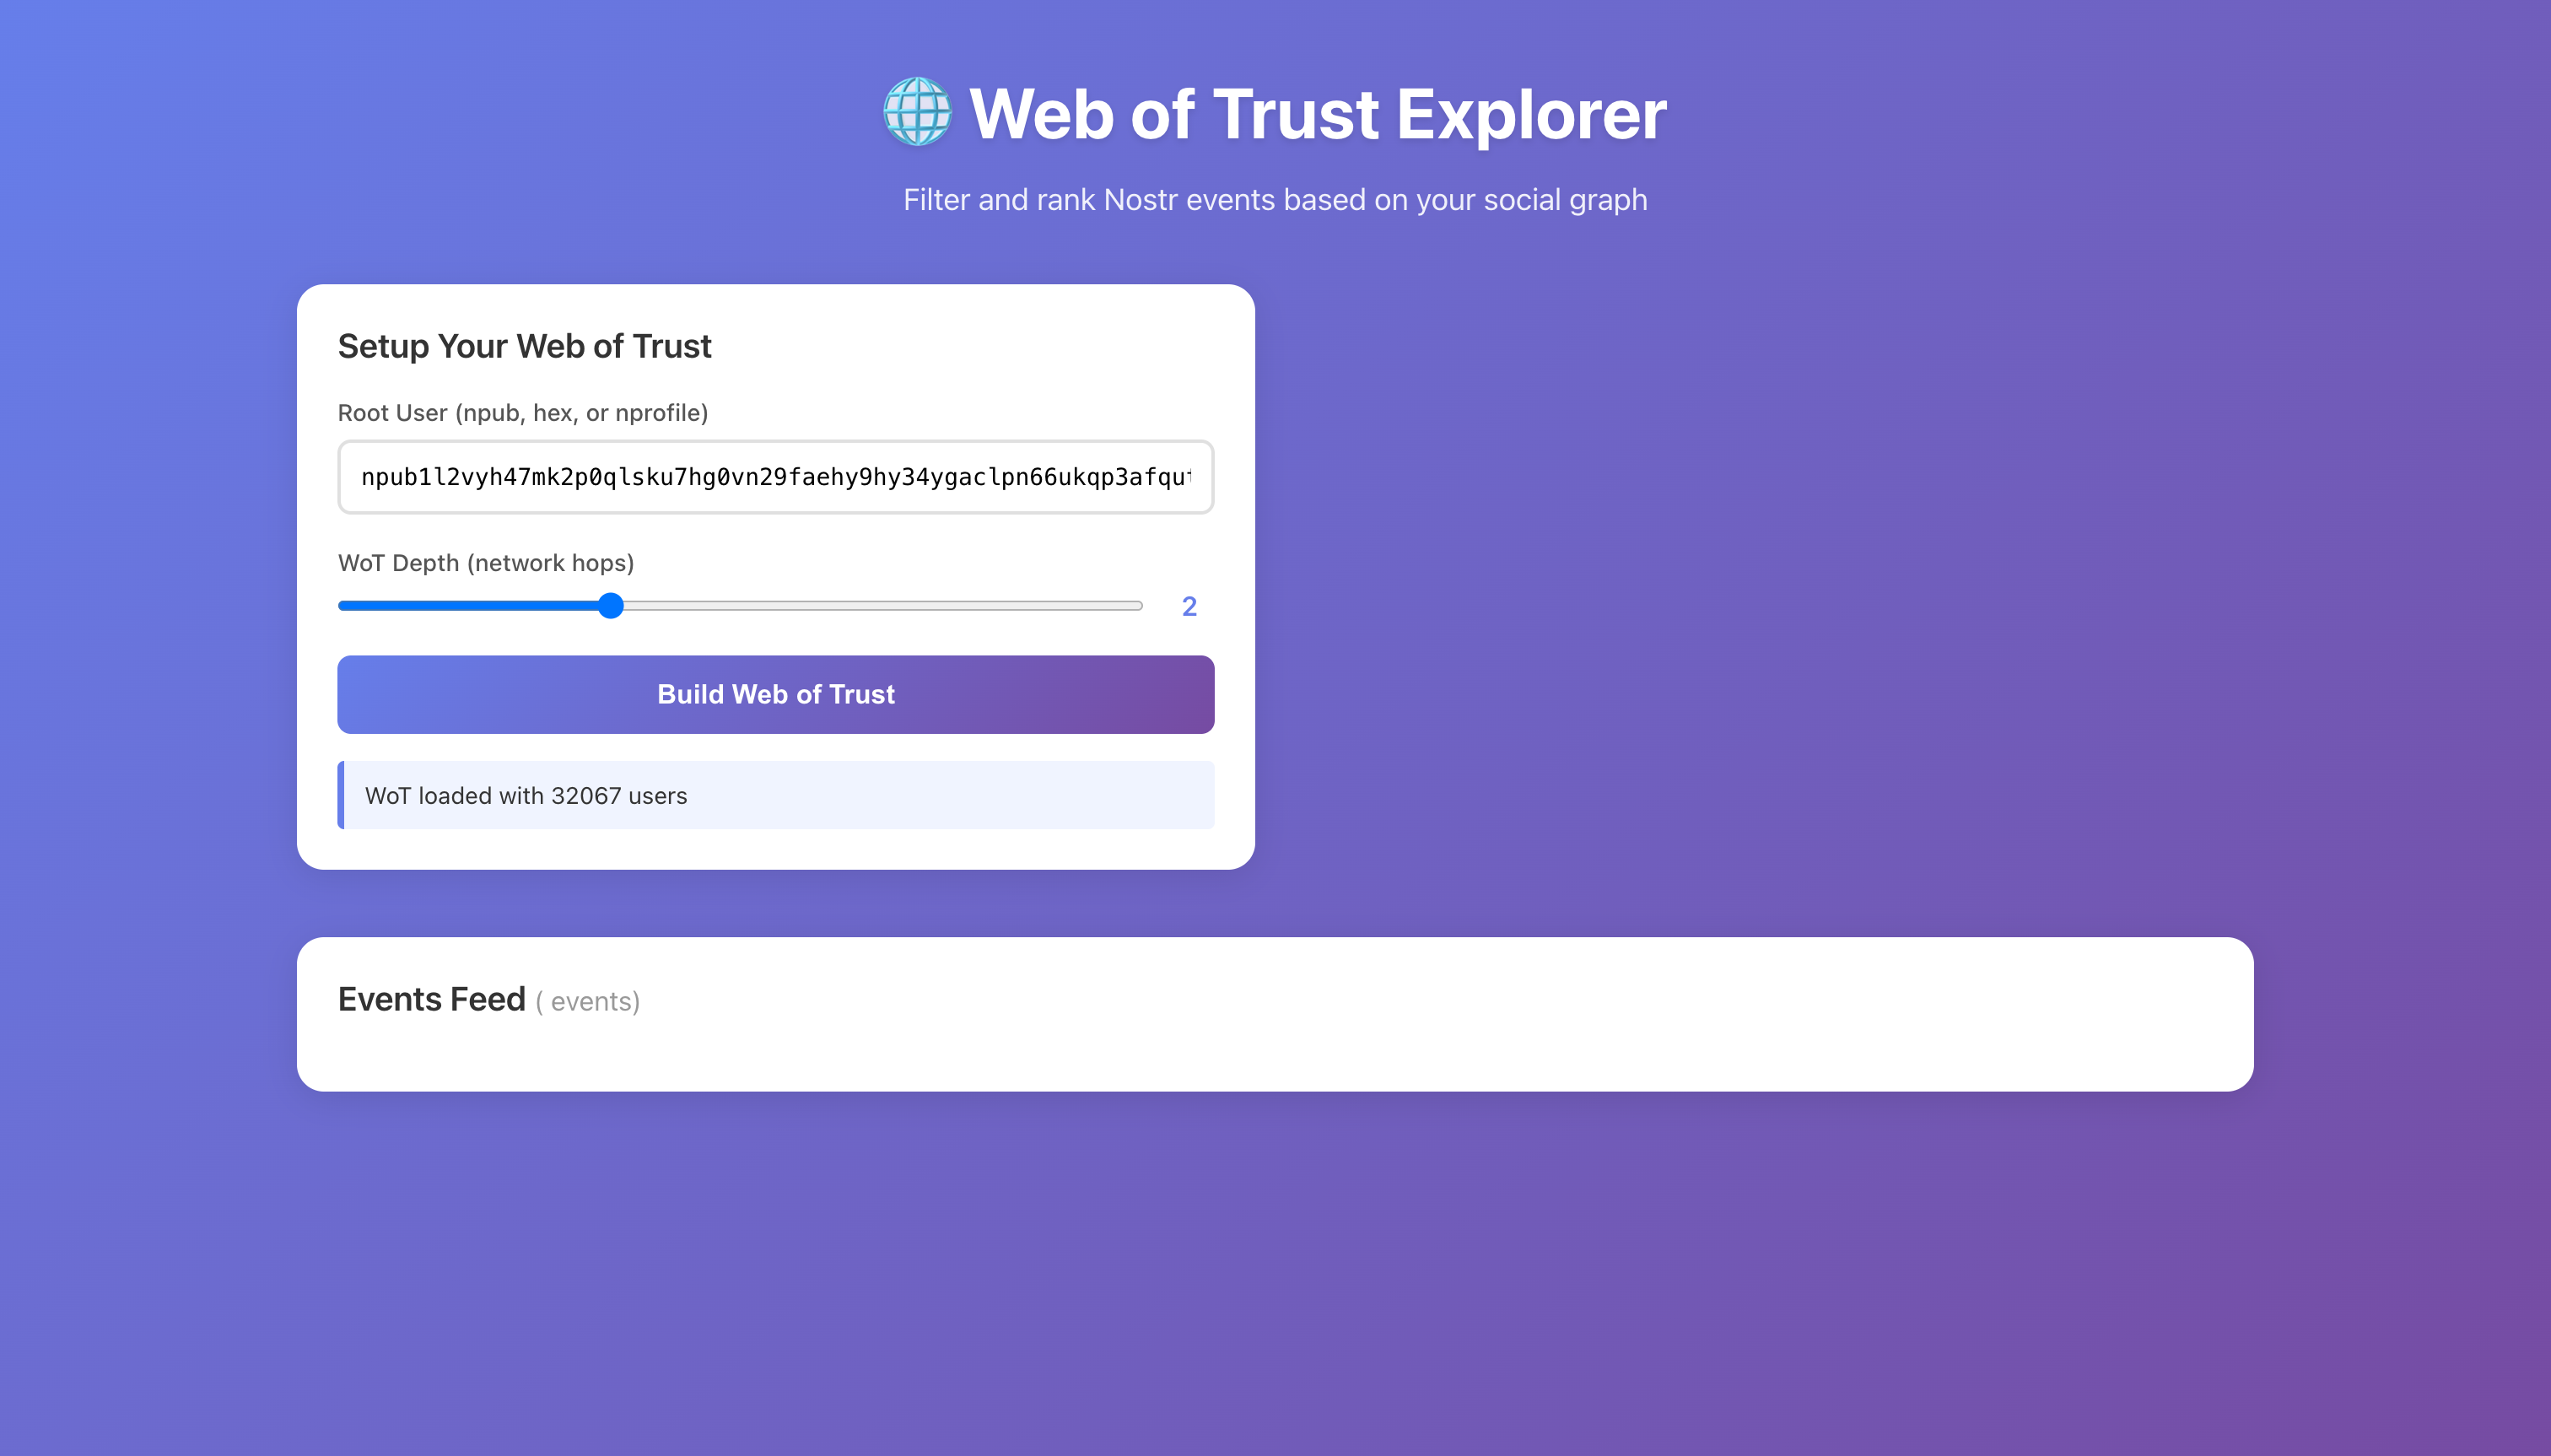 Web of Trust Explorer
Filter and rank Nostr events based on your social graph
Setup Your Web of Trust
Root User (npub, hex, or nprofile)
npub1l2vyh47mk2p0qlsku7hg0vn29faehy9hy34ygaclpn66ukqp3afqut
WoT Depth (network hops)
2
Build Web of Trust
WoT loaded with 32067 users
Events Feed ( events)